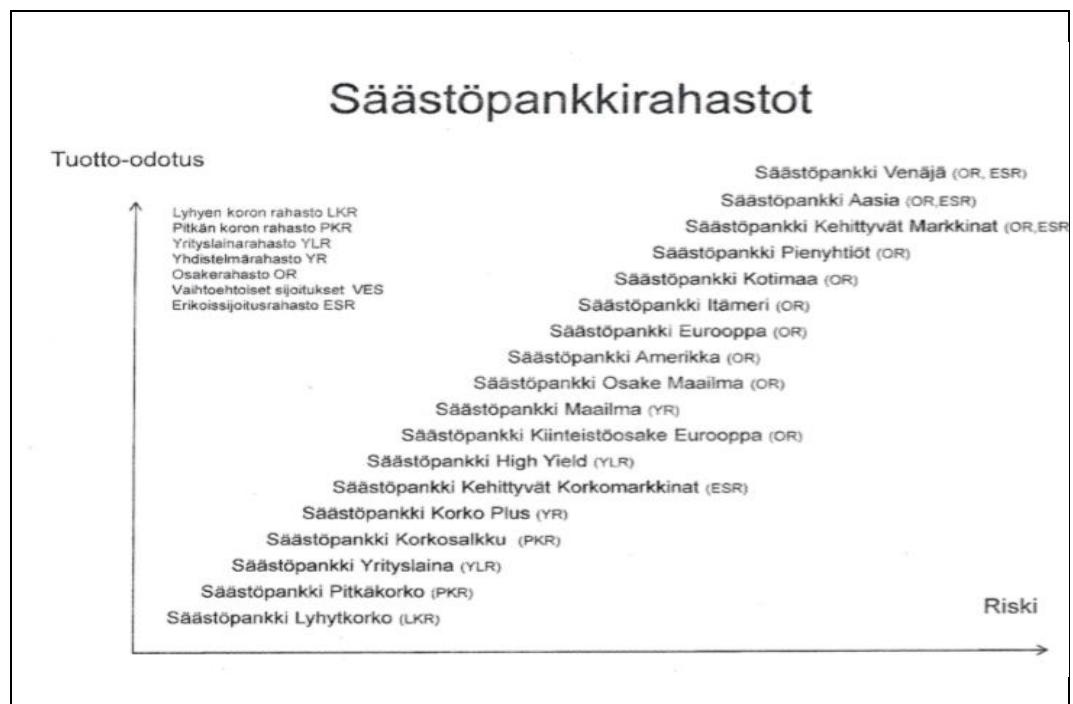 Säästöpankkirahastot
Tuotto-odotus
Lyhyen koron rahasto LKR
Pitkän koron rahasto PKR
Yrityslainarahasto YLR
Yhdistelmärahasto YR
Osakerahasto OR
Vaihtoehtoiset sijoitukset VES
Erikoissijoitusrahasto ESR
Säästöpankki Venäjä (OR, ESR)
Säästöpankki Aasia (OR,ESR)
Säästöpankki Kehittyvät Markkinat (OR,ESR
Säästöpankki Pienyhtiöt (OR)
Säästöpankki Kotimaa (OR)
Säästöpankki Itämeri (OR)
Säästöpankki Eurooppa (OR)
Säästöpankki Amerikka (OR)
Säästöpankki Osake Maailma (OR)
Säästöpankki Maailma (YR)
Säästöpankki Kiinteistöosake Eurooppa (OR)
Säästöpankki High Yield (YLR)
Säästöpankki Kehittyvät Korkomarkkinat (ESR)
Säästöpankki Korko Plus (YR)
Säästöpankki Korkosalkku (PKR)
Säästöpankki Yrityslaina (YLR)
Säästöpankki Pitkäkorko (PKR)
Säästöpankki Lyhytkorko (LKR)
Riski